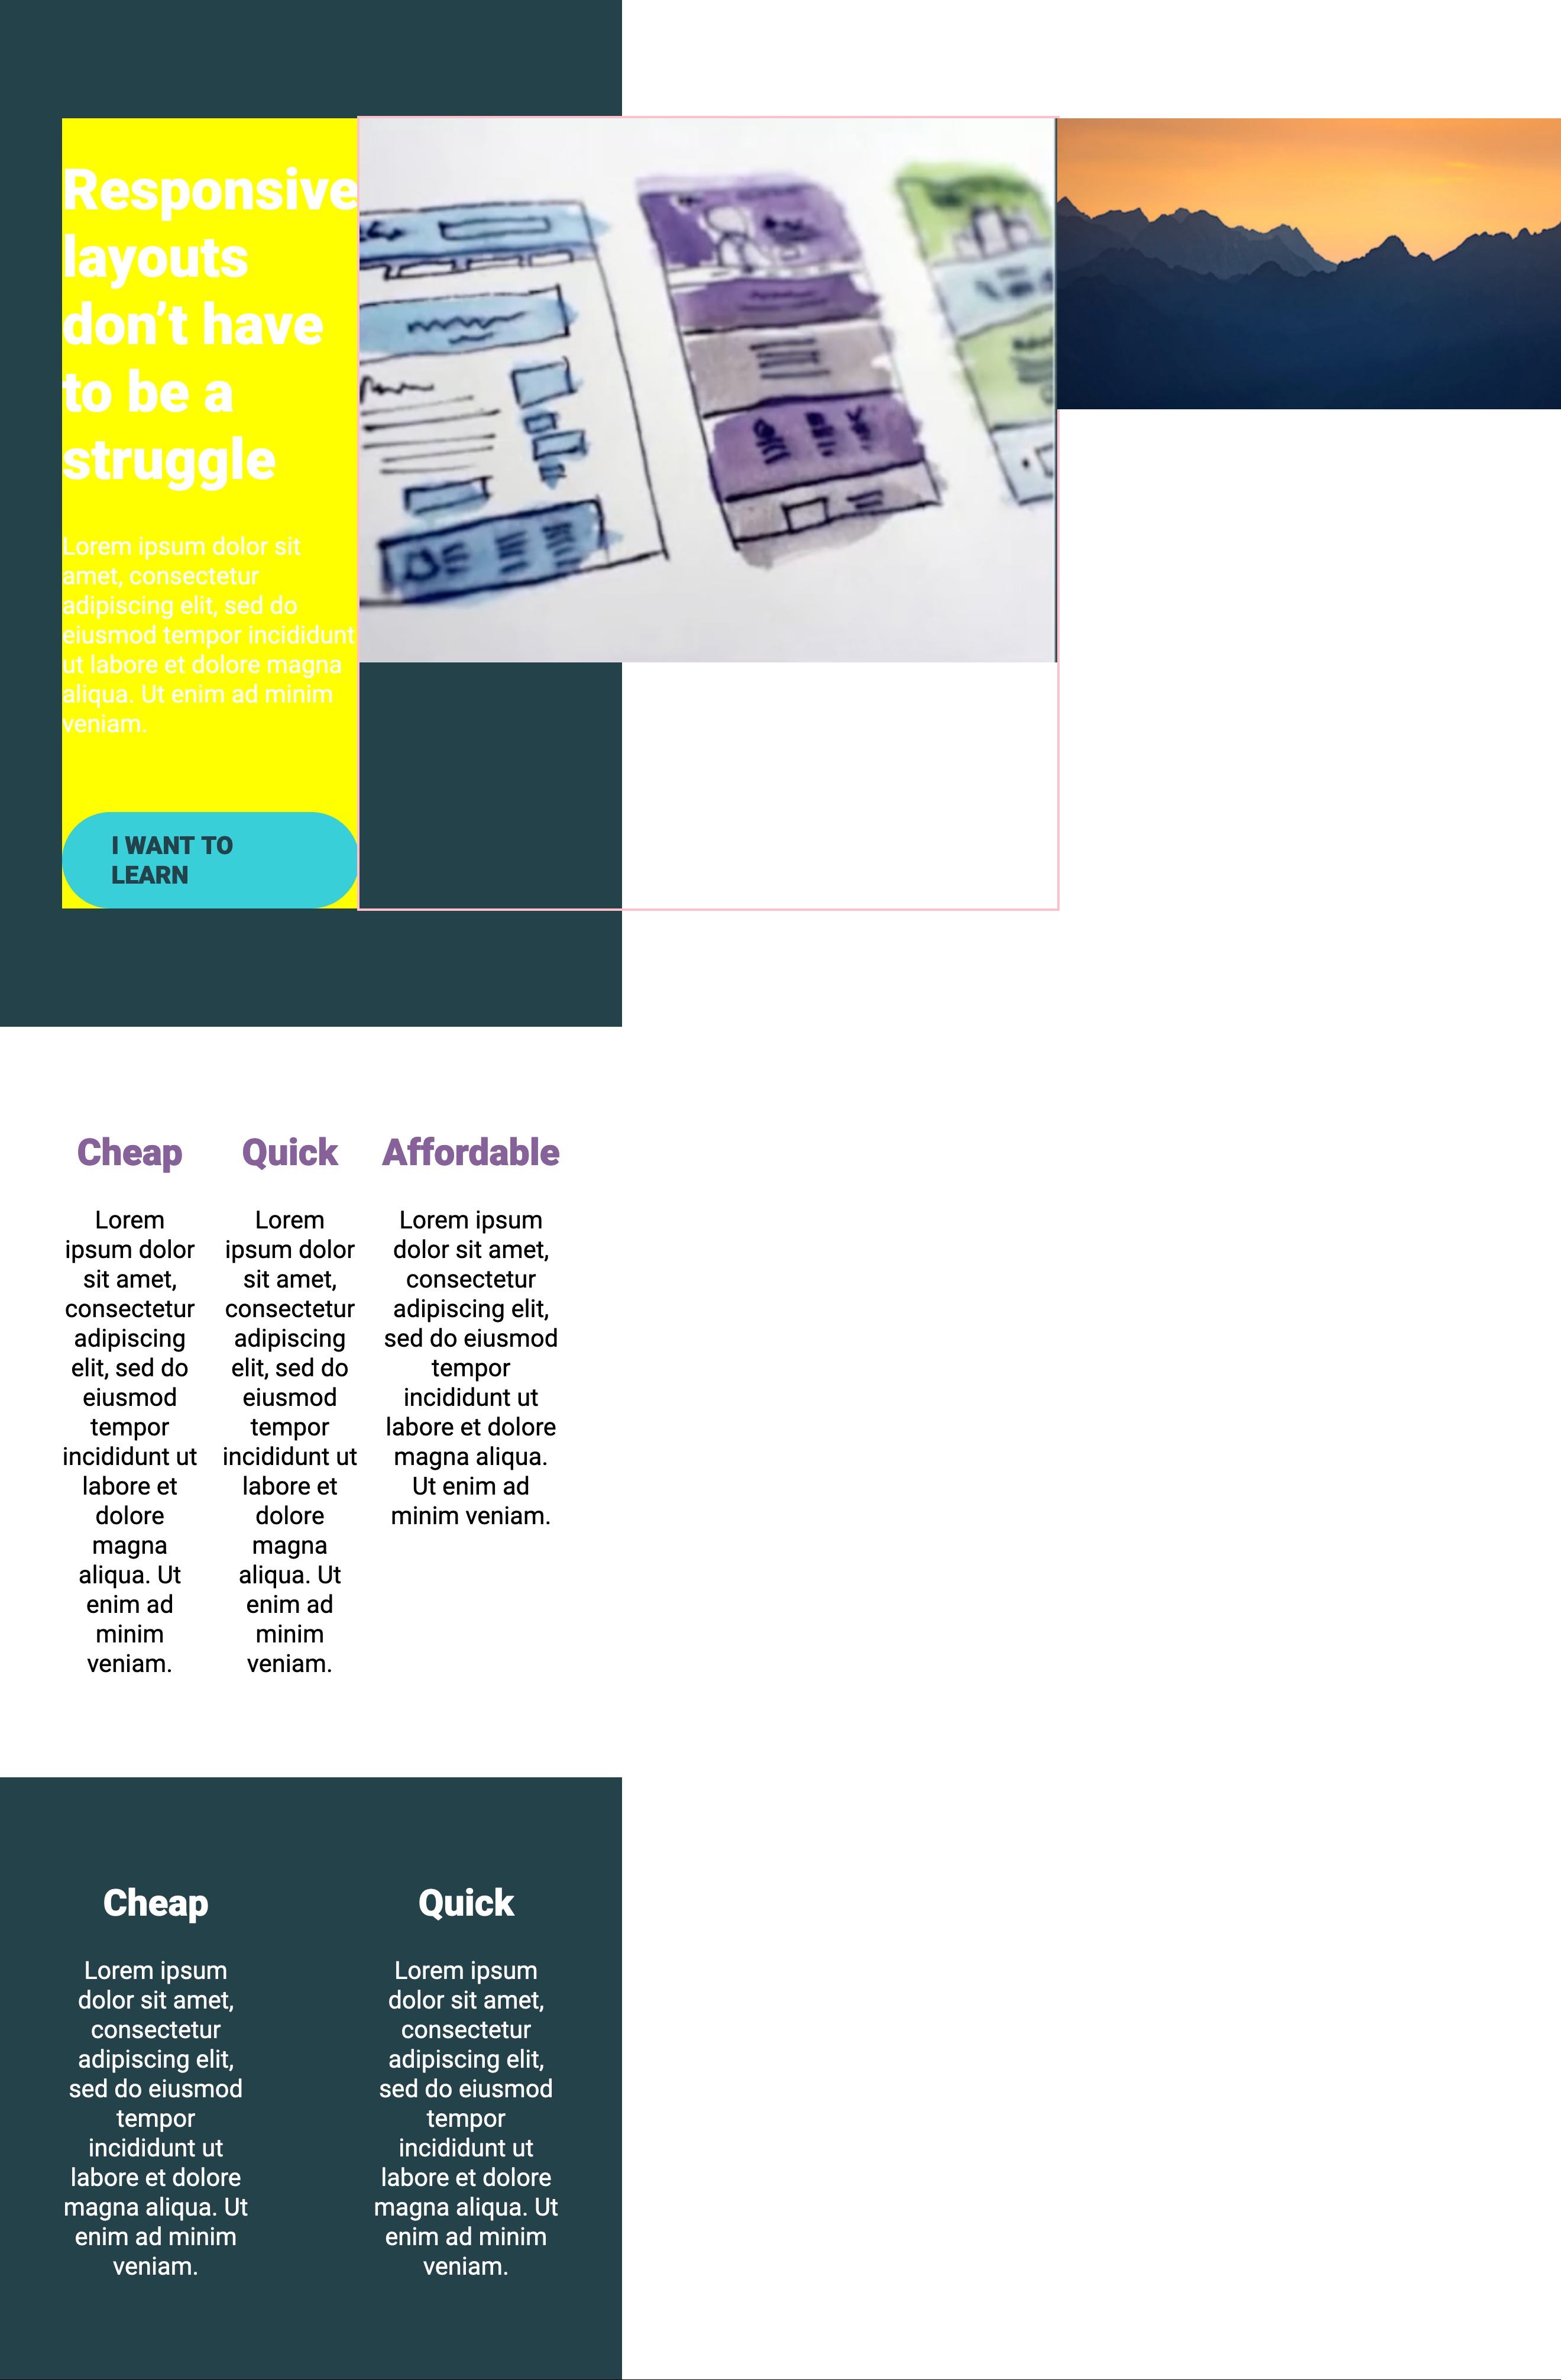 Responsive
layouts
don’t have
to be a
struggle
Lorem ipsum dolor sit
amet, consectetur
adipiscing elit, sed do
eiusmod tempor incididunt
ut labore et dolore magna
aliqua. Ut enim ad minim
veniam.
I WANT TO
LEARN
Cheap
Lorem
ipsum dolor
sit amet,
consectetur
adipiscing
elit, sed do
eiusmod
tempor
incididunt ut
labore et
dolore
magna
aliqua. Ut
enim ad
minim
veniam.
Quick
Lorem
ipsum dolor
sit amet,
consectetur
adipiscing
elit, sed do
eiusmod
tempor
incididunt ut
labore et
dolore
magna
aliqua. Ut
enim ad
minim
veniam.
Affordable
Lorem ipsum
dolor sit amet,
consectetur
adipiscing elit,
sed do eiusmod
tempor
incididunt ut
labore et dolore
magna aliqua.
Ut enim ad
minim veniam.
Cheap
Lorem ipsum
dolor sit amet,
consectetur
adipiscing elit,
sed do eiusmod
tempor
incididunt ut
labore et dolore
magna aliqua. Ut
enim ad minim
veniam.
Quick
Lorem ipsum
dolor sit amet,
consectetur
adipiscing elit,
sed do eiusmod
tempor
incididunt ut
labore et dolore
magna aliqua. Ut
enim ad minim
veniam.